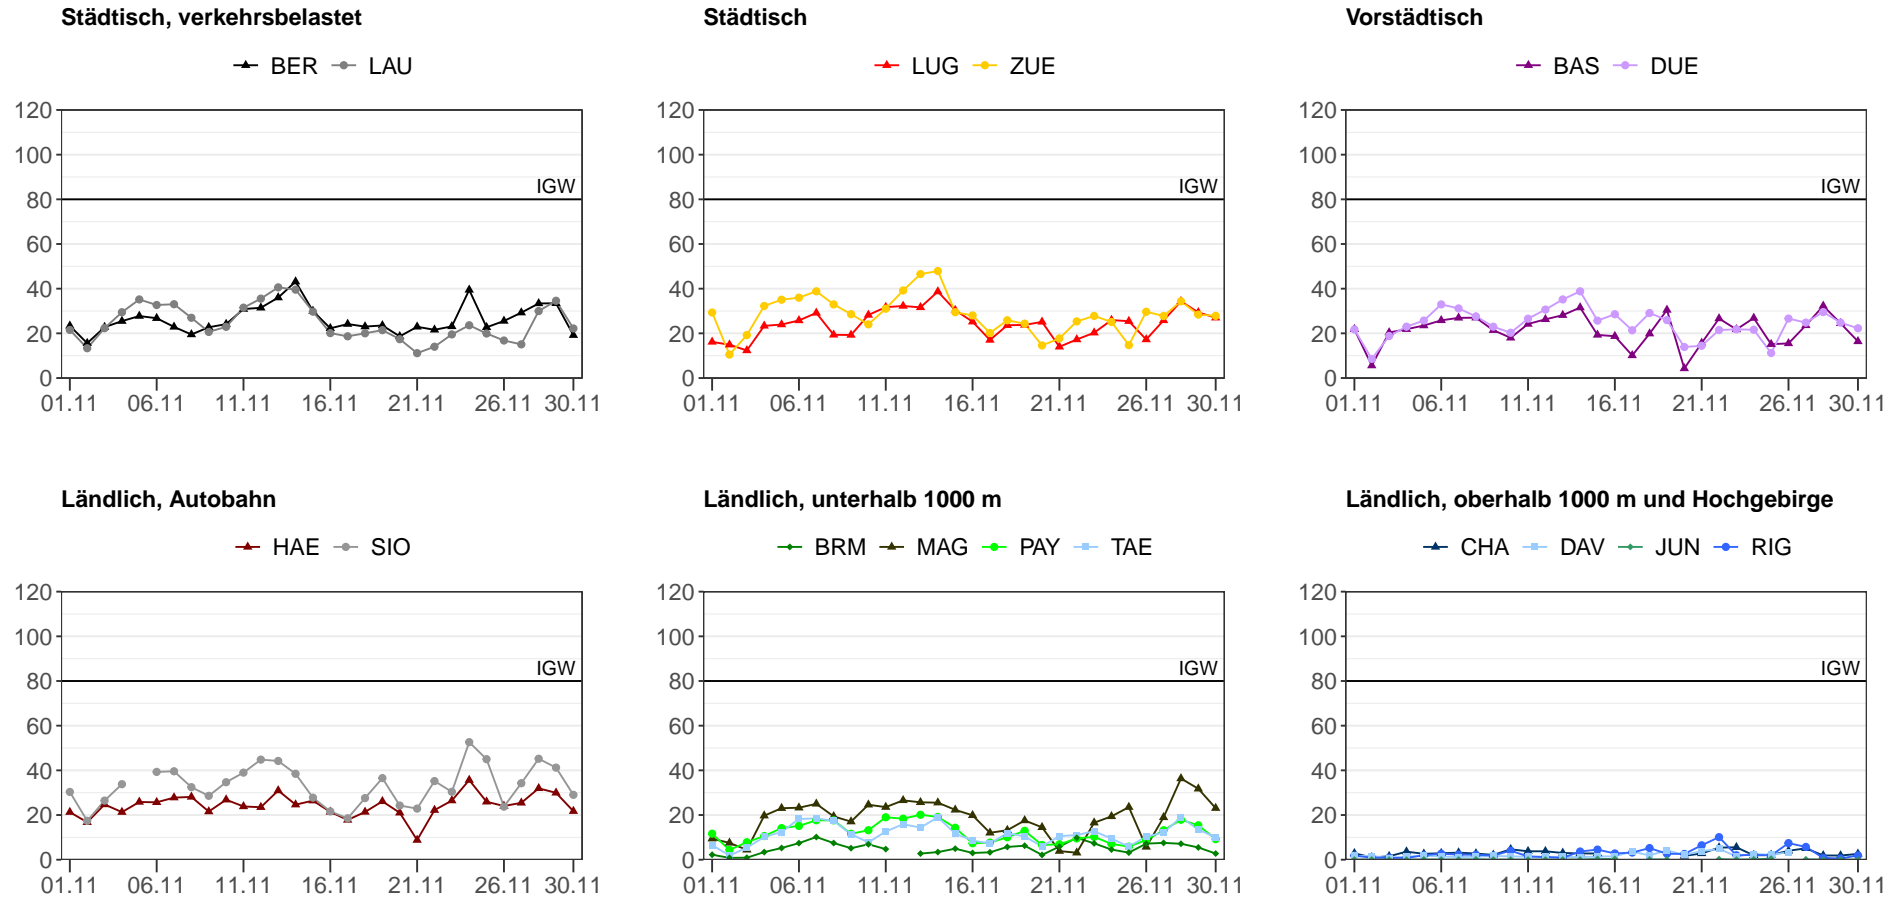 Städtisch, verkehrsbelastet
BER LAU
120
100
80
60
40
20
0
IGW
01.11 06.11 11.11 16.11 21.11 26.11 30.11
Städtisch
LUG ZUE
120
100
80
60
40
20
0
IGW
01.11 06.11 11.11 16.11 21.11 26.11 30.11
Vorstädtisch
BAS DUE
120
100
80
60
40
20
0
IGW
01.11 06.11 11.11 16.11 21.11 26.11 30.11
Ländlich, Autobahn
HAE SIO
120
100
80
60
40
20
0
IGW
01.11 06.11 11.11 16.11 21.11 26.11 30.11
Ländlich, unterhalb 1000 m
BRM MAG PAY TAE
120
100
80
60
40
20
0
IGW
01.11 06.11 11.11 16.11 21.11 26.11 30.11
Ländlich, oberhalb 1000 m und Hochgebirge
CHA DAV JUN RIG
120
100
80
60
40
20
0
IGW
01.11 06.11 11.11 16.11 21.11 26.11 30.11